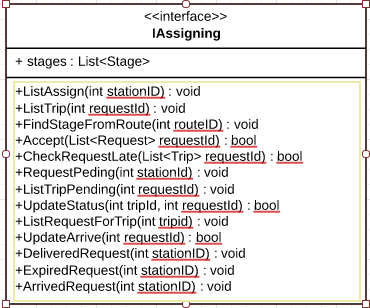 <<interface>>
IAssigning
+ stages : List<Stage>
+ListAssign(int stationID) : void
+ListTrip(int requestId) : void
+FindStageFromRoute(int routeID) : void
+Accept(List<Request> requestId) : bool
+CheckRequestLate(List<Trip> requestId) : bool
+RequestPeding(int stationId) : void
+ListTripPending(int requestId) : void
+UpdateStatus(int tripId, int requestId) : bool
+ListRequestForTrip(int tripid) : void
+UpdateArrive(int requestId) : bool
+DeliveredRequest(int stationID) : void
+ExpiredRequest(int stationID) : void
+ArrivedRequest(int stationID) : void